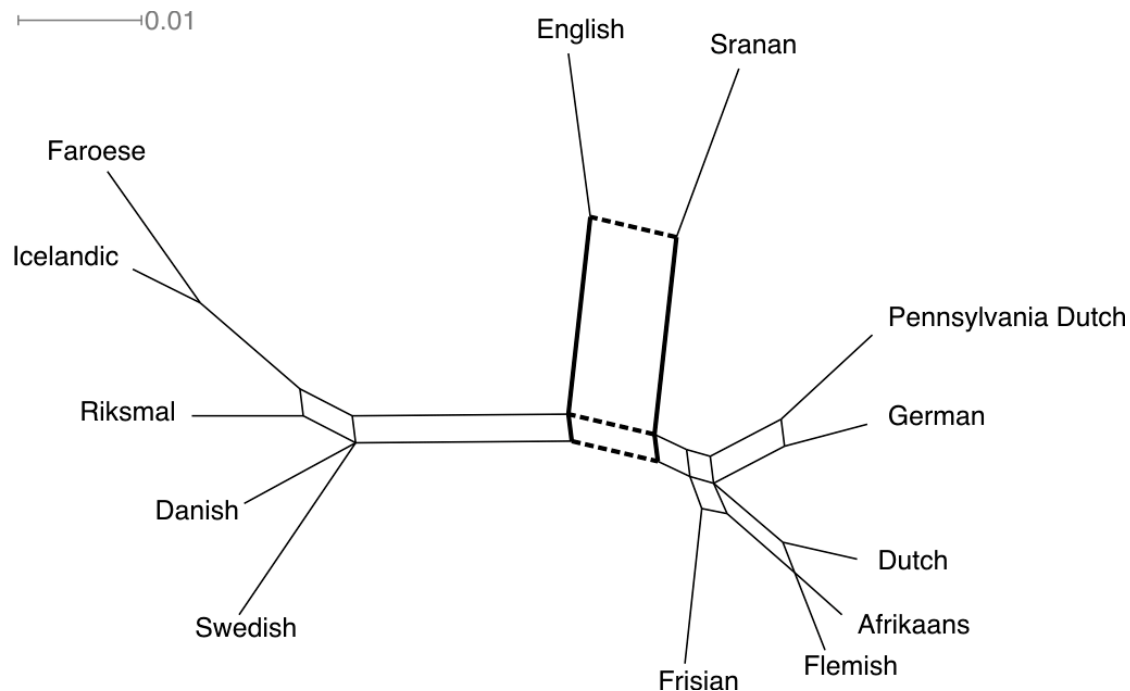 0.01
English
Sranan
Faroese
Icelandic
Pennsylvania Dutch
Riksmal
German
Danish
Dutch
Swedish
Afrikaans
Flemish
Frisian